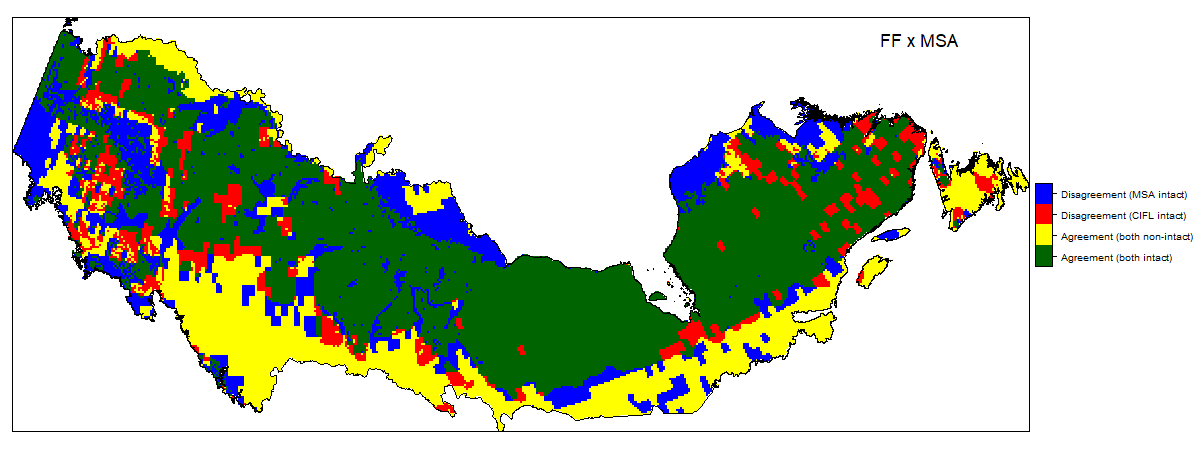 FF x MSA
Disagreement (MSA intact)
Disagreement (CIFL intact)
Agreement (both non-intact)
Agreement (both intact)